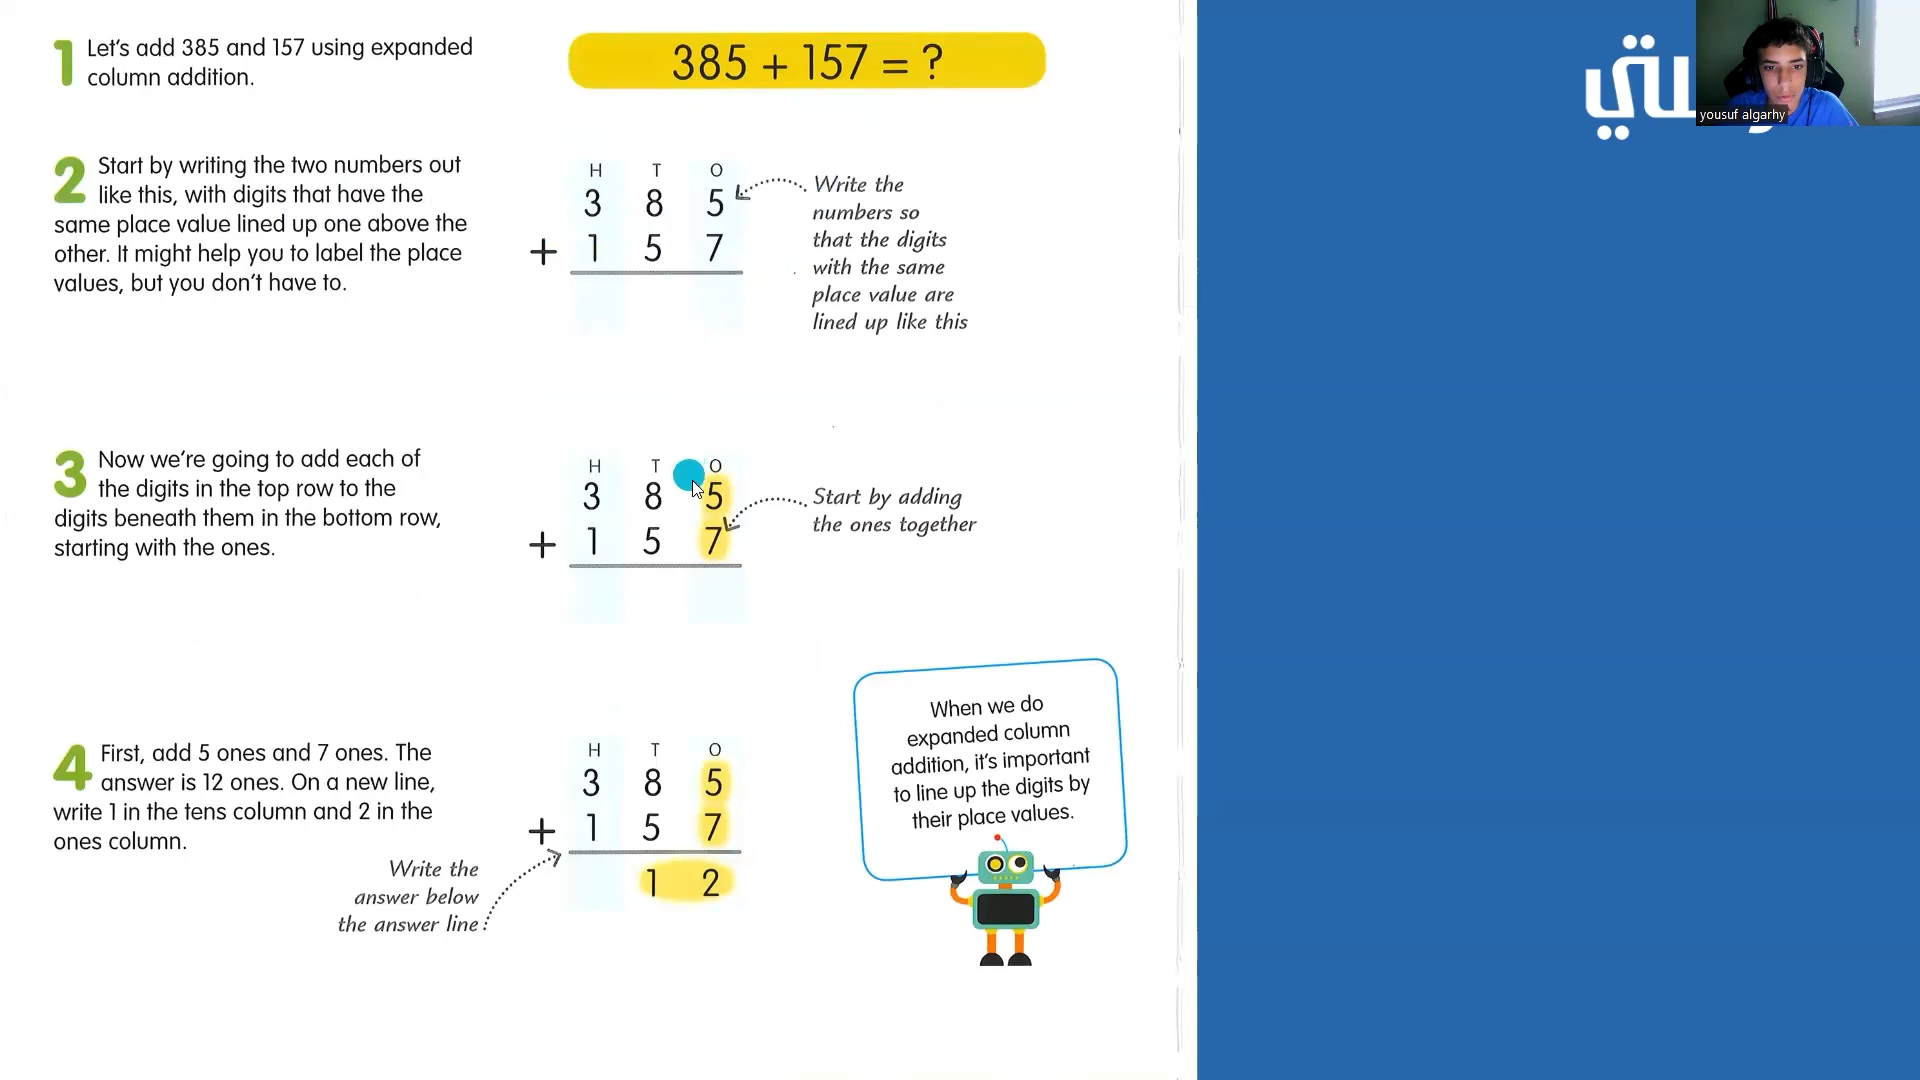 1 Let's add 385 and 157 using expanded
column addition.
385 + 157 = ?
2 Start by writing the two numbers out
like this, with digits that have the
same place value lined up one above the
other. It might help you to label the place
values, but you don't have to.
H T O
3 8 5
+ 1 5 7
Write the
numbers so
that the digits
with the same
place value are
lined up like this
3 Now we're going to add each of
the digits in the top row to the
digits beneath them in the bottom row,
starting with the ones.
H T O
3 8 5
+ 1 5 7
Start by adding
the ones together
4 First, add 5 ones and 7 ones. The
answer is 12 ones. On a new line,
write 1 in the tens column and 2 in the
ones column.
Write the
answer below
the answer line
H T O
3 8 5
+ 1 5 7
1 2
When we do
expanded column
addition, it's important
to line up the digits by
their place values.
yousuf algarhy